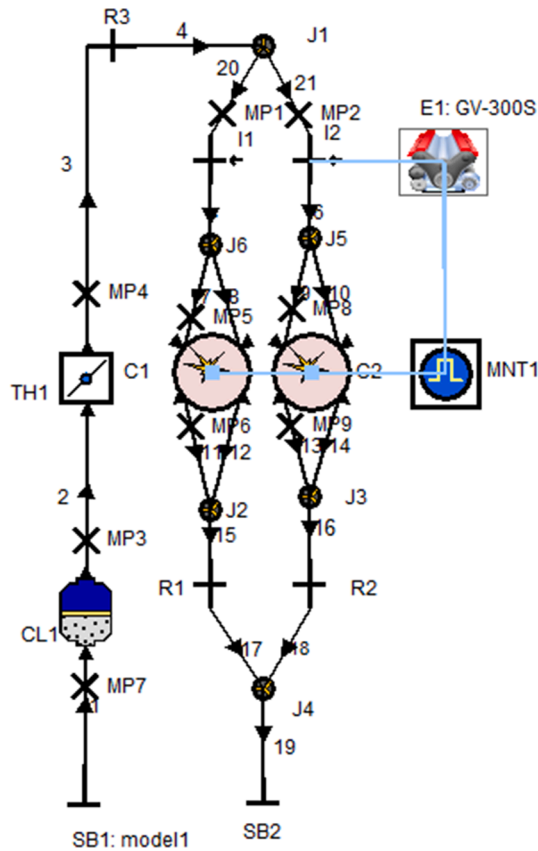 R3
4
J1
20
21
MP1
MP2
E1: GV-300S
I1
I2
3
6
J6
J5
MP4
7
8
9
10
MP5
MP8
C1
C2
TH1
MNT1
MP6
MP9
11
12
13
14
2
J2
J3
15
16
MP3
R1
R2
CL1
17
18
MP7
1
J4
19
SB1: model1
SB2